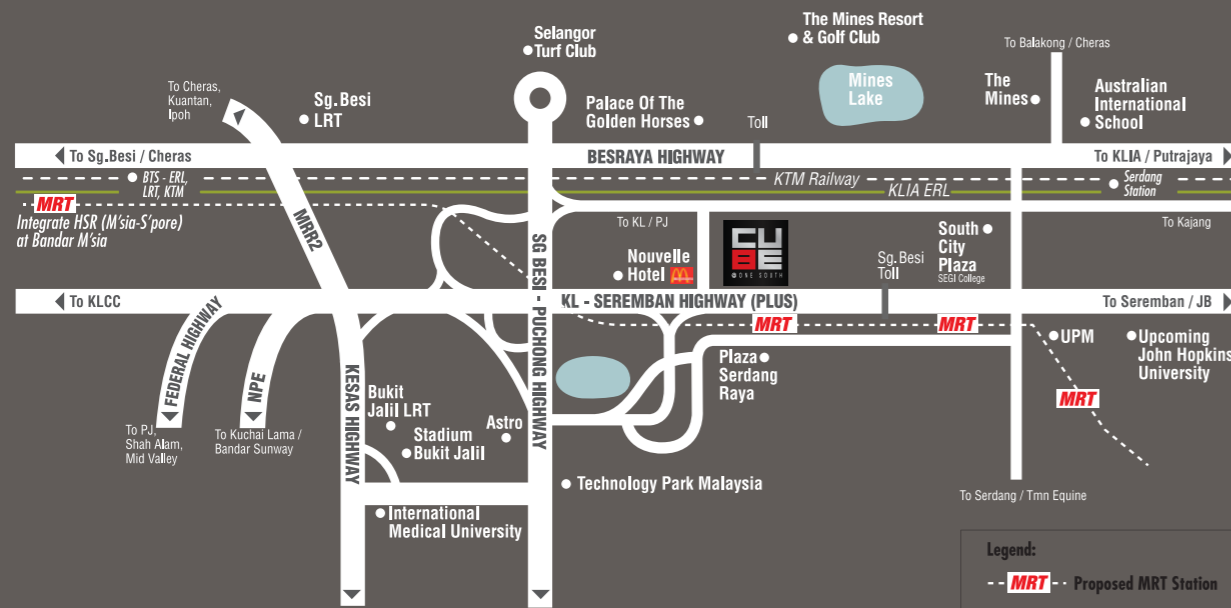 The Mines Resort
& Golf Club
Selangor
Turf Club
To Balakong / Cheras
To Cheras,
Kuantan,
Ipoh
Sg.Besi
LRT
Mines
Lake
The
Mines
Australian
International
School
Palace Of The
Golden Horses
Toll
To Sg.Besi / Cheras
BESRAYA HIGHWAY
To KLIA / Putrajaya
BTS - ERL,
LRT, KTM
KTM Railway
KLIA ERL
Serdang
Station
MRT
Integrate HSR (M'sia-S'pore)
at Bandar M'sia
MRR2
SG BESI - PUCHONG HIGHWAY
To KL / PJ
To Kajang
CU
BE
@ ONE SOUTH
Nouvelle
Hotel
Sg.Besi
Toll
South
City
Plaza
SEGI College
To KLCC
KL - SEREMBAN HIGHWAY (PLUS)
To Seremban / JB
MRT
MRT
FEDERAL HIGHWAY
NPE
KESAS HIGHWAY
Plaza
Serdang
Raya
UPM
Upcoming
John Hopkins
University
MRT
Bukit
Jalil LRT
Stadium
Bukit Jalil
Astro
To PJ,
Shah Alam,
Mid Valley
To Kuchai Lama /
Bandar Sunway
Technology Park Malaysia
To Serdang / Tmn Equine
International
Medical University
Legend:
MRT Proposed MRT Station